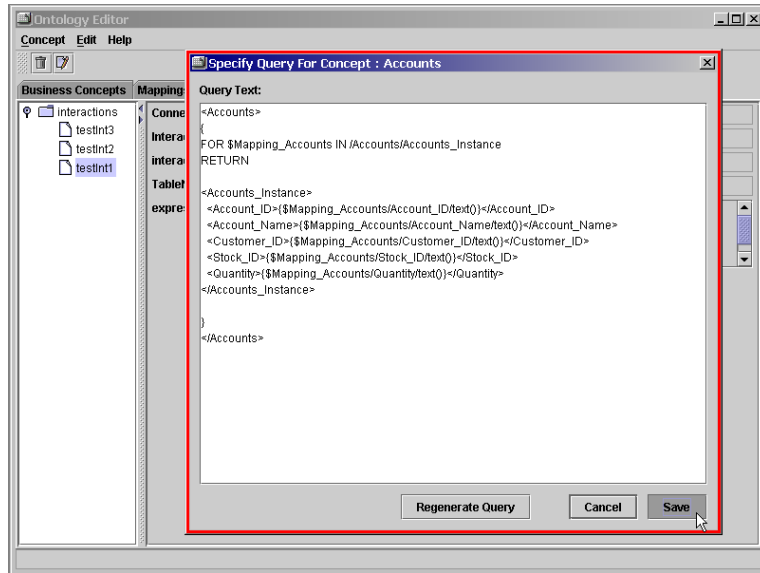 Ontology Editor
Concept Edit Help
Business Concepts Mapping
interactions
testInt3
testInt2
testInt1
Conne
Intera
intera
TableN
expre
Specify Query For Concept : Accounts
Query Text:
<Accounts>
{
FOR $Mapping_Accounts IN /Accounts/Accounts_Instance
RETURN
<Accounts_Instance>
<Account_ID>{$Mapping_Accounts/Account_ID/text()}</Account_ID>
<Account_Name>{$Mapping_Accounts/Account_Name/text()}</Account_Name>
<Customer_ID>{$Mapping_Accounts/Customer_ID/text()}</Customer_ID>
<Stock_ID>{$Mapping_Accounts/Stock_ID/text()}</Stock_ID>
<Quantity>{$Mapping_Accounts/Quantity/text()}</Quantity>
</Accounts_Instance>
}
</Accounts>
Regenerate Query Cancel Save